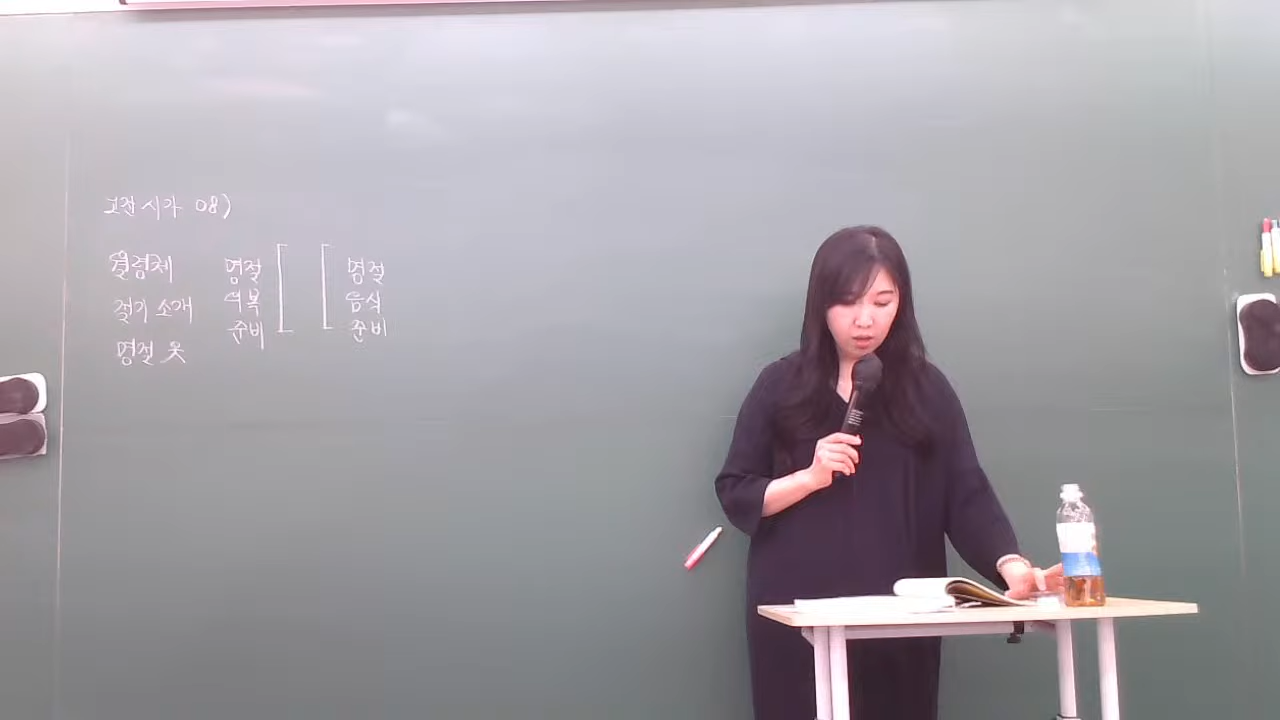 고전시가 08)
월령체
절기 소개
명절 옷
명절
의복
준비
명절
음식
준비